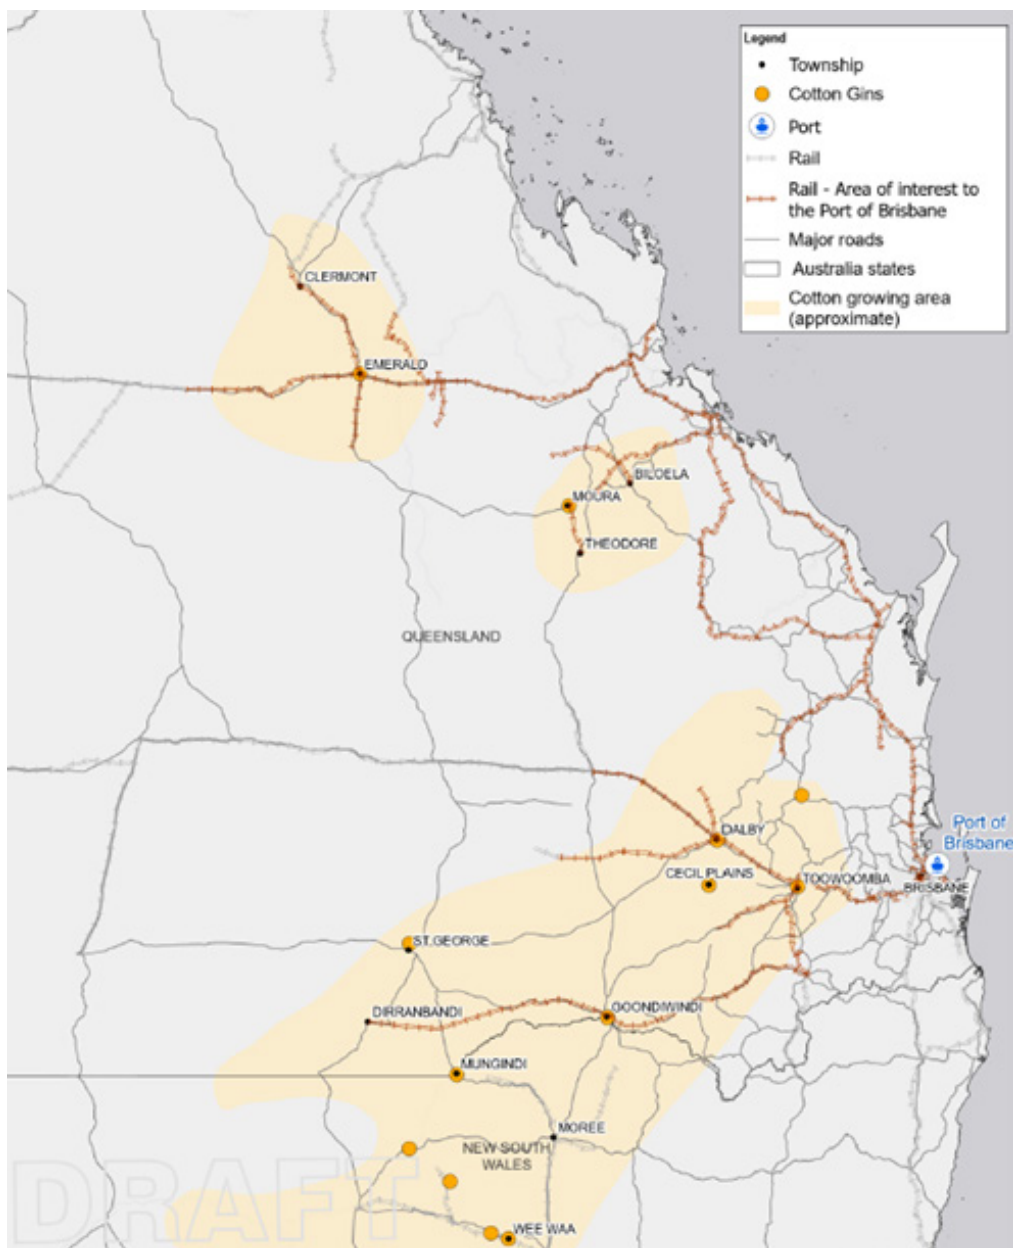 Legend
Township
Cotton Gins
Port
Rail
Rail - Area of interest to
the Port of Brisbane
Major roads
Australia states
Cotton growing area
(approximate)
CLERMONT
EMERALD
BILOELA
MOURA
THEODORE
QUEENSLAND
DALBY
Port of
Brisbane
CECIL PLAINS
TOOWOOMBA
BRISBANE
ST.GEORGE
DIRRANBANDI
GOONDIWINDI
MUNGINDI
MOREE
NEW SOUTH
WALES
DRAFT
WEE WAA